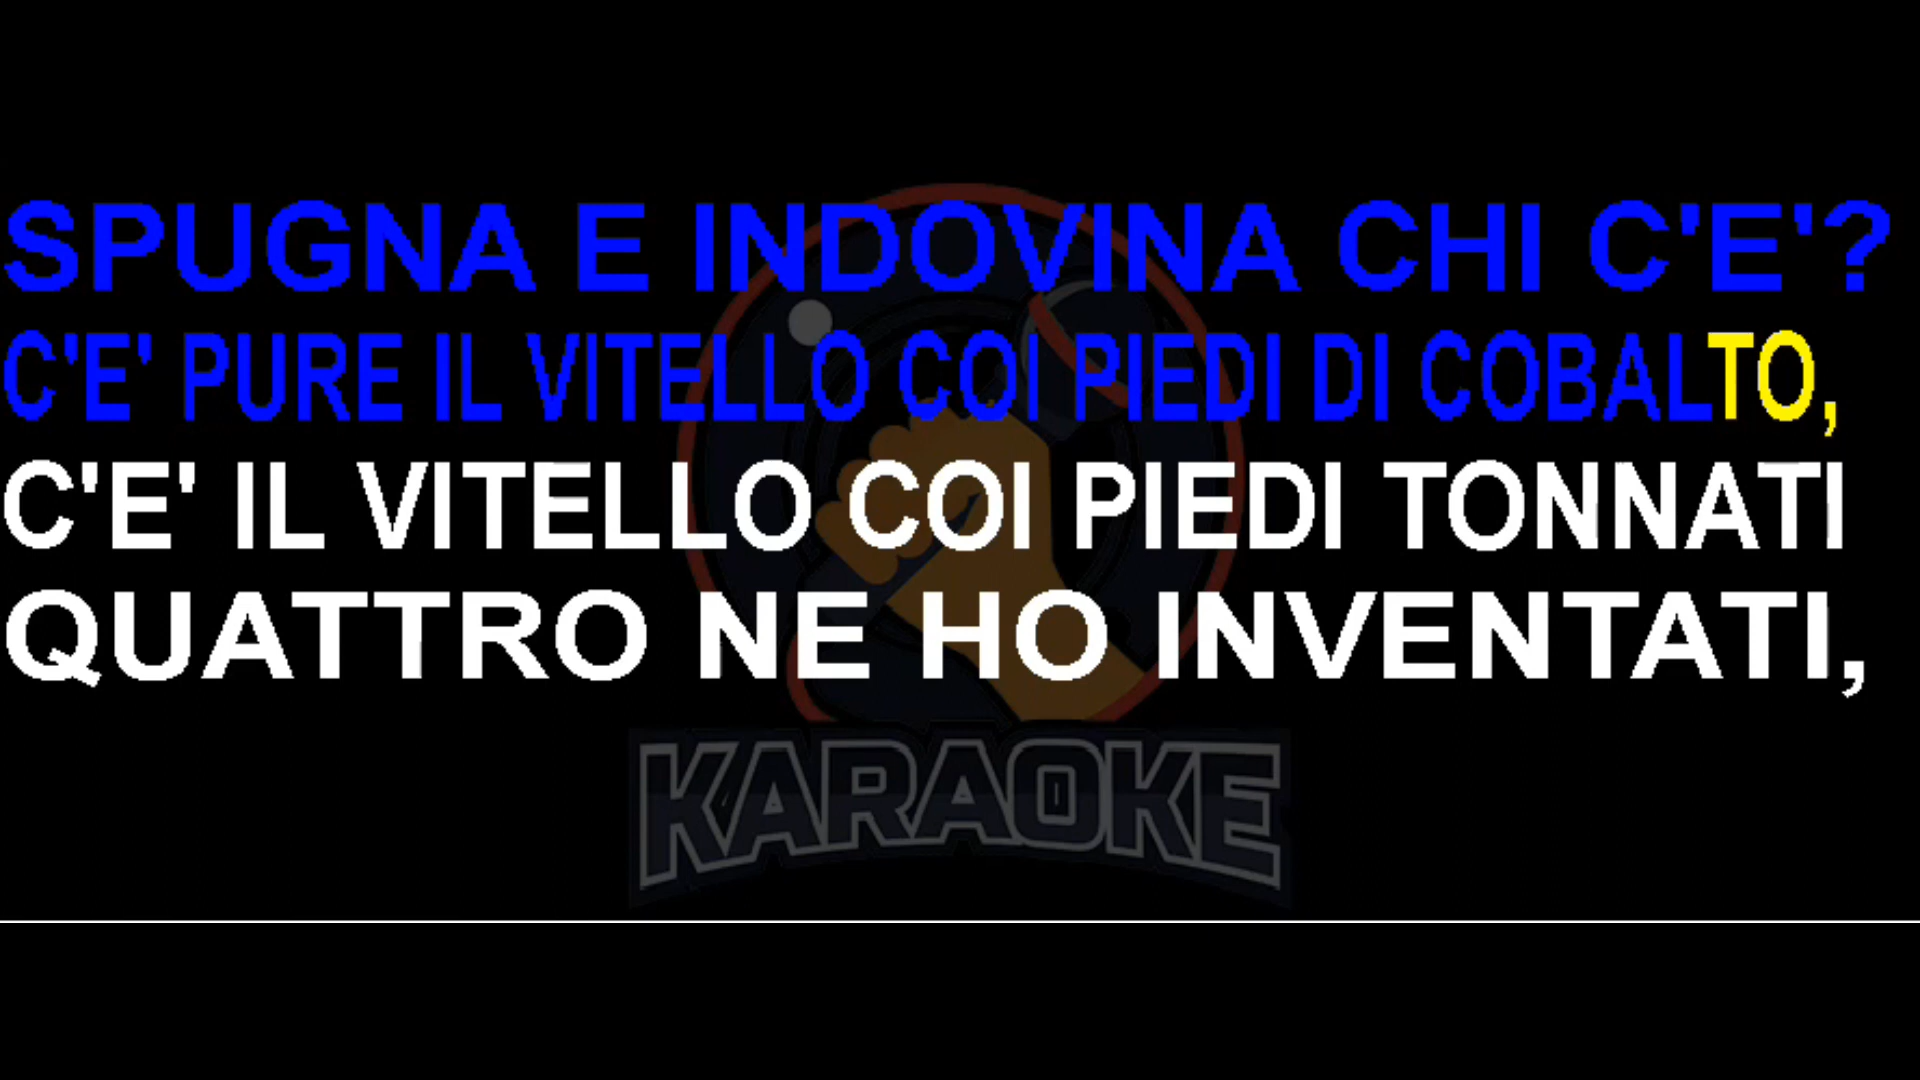 SPUGNA E INDOVINA CHI C'E'?
C'E' PURE IL VITELLO COI PIEDI DI COBALTO,
C'E' IL VITELLO COI PIEDI TONNATI
QUATTRO NE HO INVENTATI,
KARAOKE